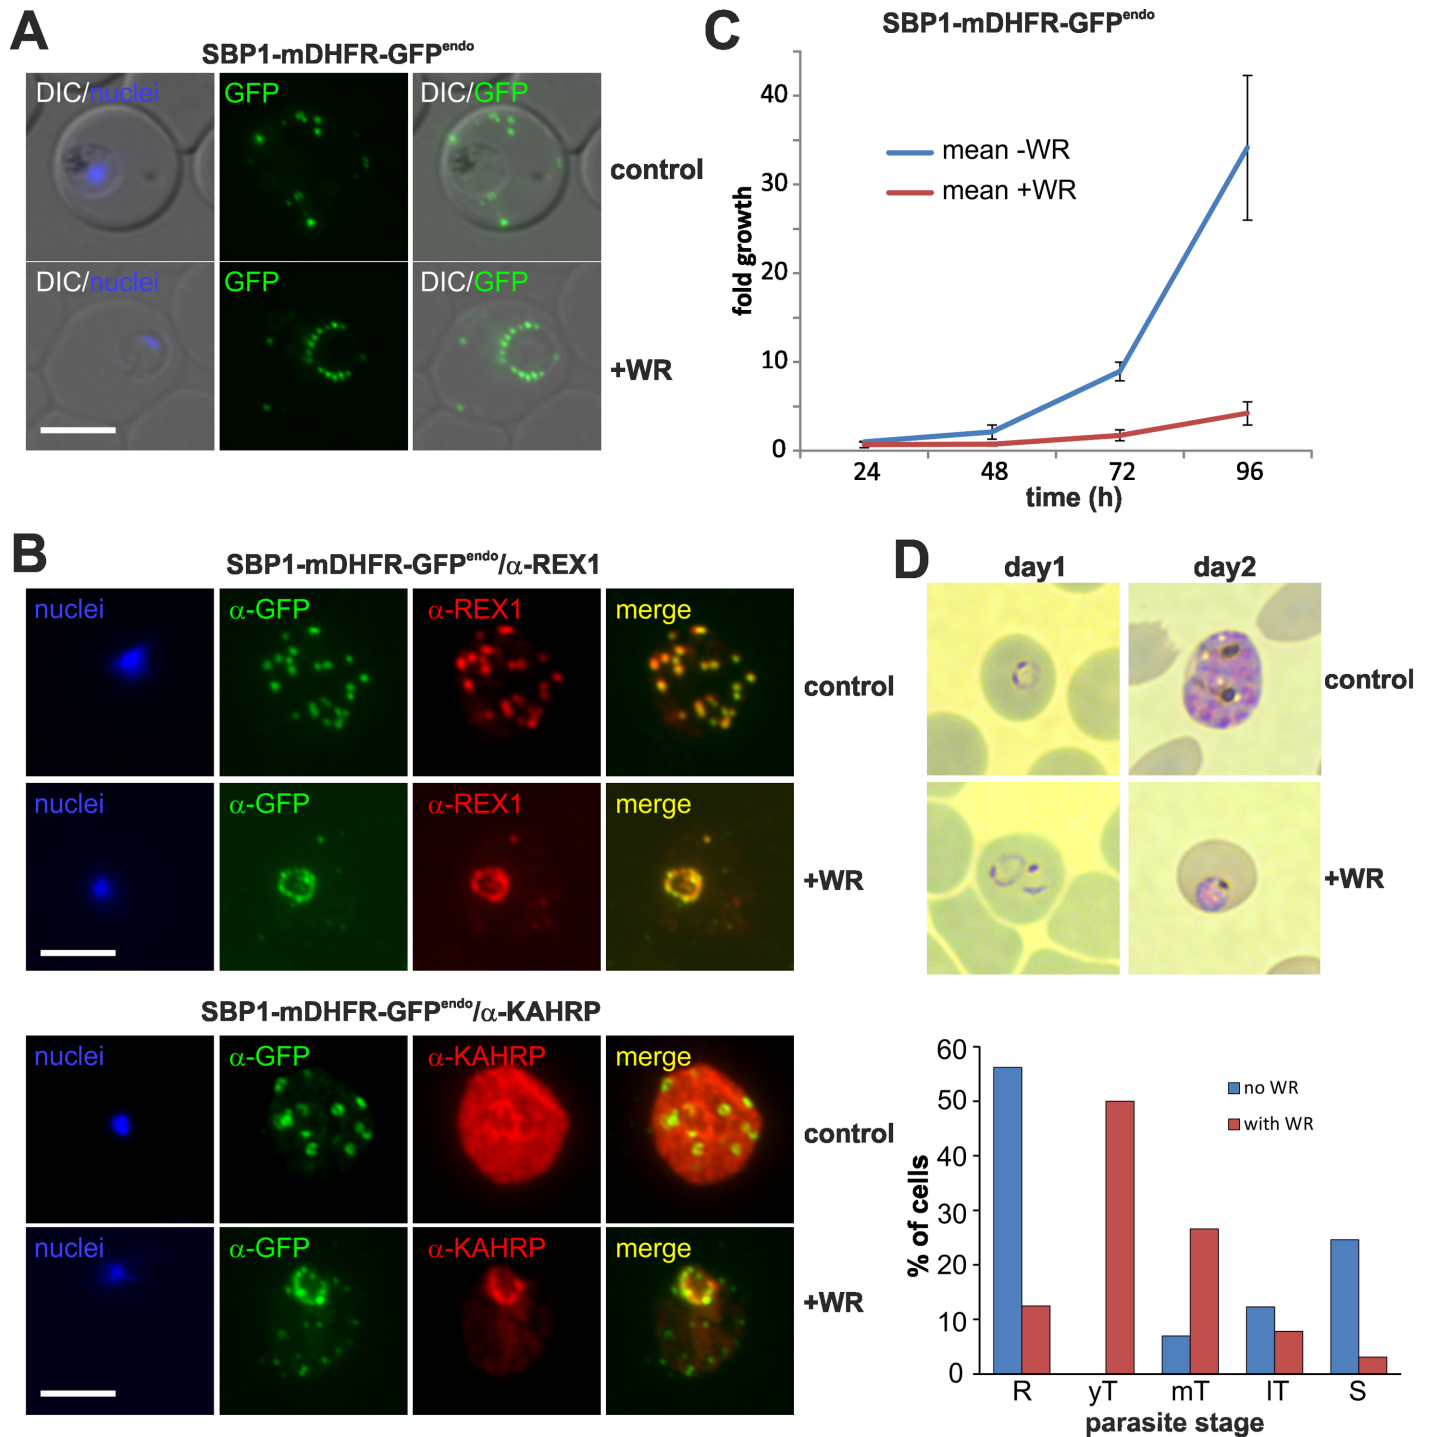 A
SBP1-mDHFR-GFPendo
DIC/nuclei
GFP
DIC/GFP
control
DIC/nuclei
GFP
DIC/GFP
+WR
C
SBP1-mDHFR-GFPendo
fold growth
40
30
20
10
0
mean -WR
mean +WR
24 48 72 96
time (h)
B
SBP1-mDHFR-GFPendo/α-REX1
nuclei
α-GFP
α-REX1
merge
control
nuclei
α-GFP
α-REX1
merge
+WR
SBP1-mDHFR-GFPendo/α-KAHRP
nuclei
α-GFP
α-KAHRP
merge
control
nuclei
α-GFP
α-KAHRP
merge
+WR
D
day1
day2
control
+WR
% of cells
60
50
40
30
20
10
0
no WR
with WR
R yT mT lT S
parasite stage